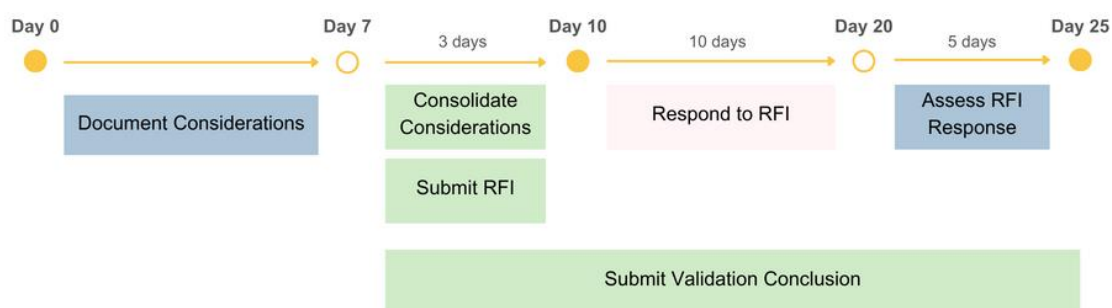 Day 0
Day 7
Day 10
Day 20
Day 25
3 days
10 days
5 days
Document Considerations
Consolidate
Considerations
Respond to RFI
Assess RFI
Response
Submit RFI
Submit Validation Conclusion